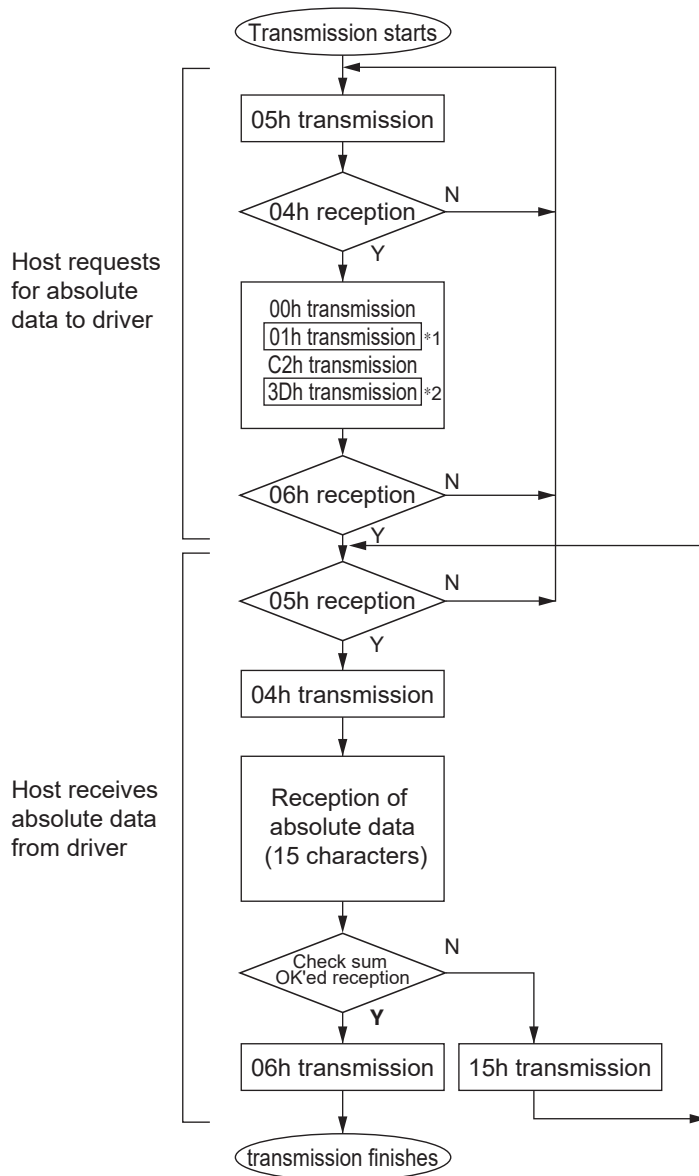 Transmission starts
05h transmission
N
04h reception
Y
Host requests
for absolute
data to driver
00h transmission
01h transmission *1
C2h transmission
3Dh transmission *2
N
06h reception
Y
N
05h reception
Y
04h transmission
Host receives
absolute data
from driver
Reception of
absolute data
(15 characters)
N
Check sum
OK'ed reception
Y
06h transmission
15h transmission
transmission finishes